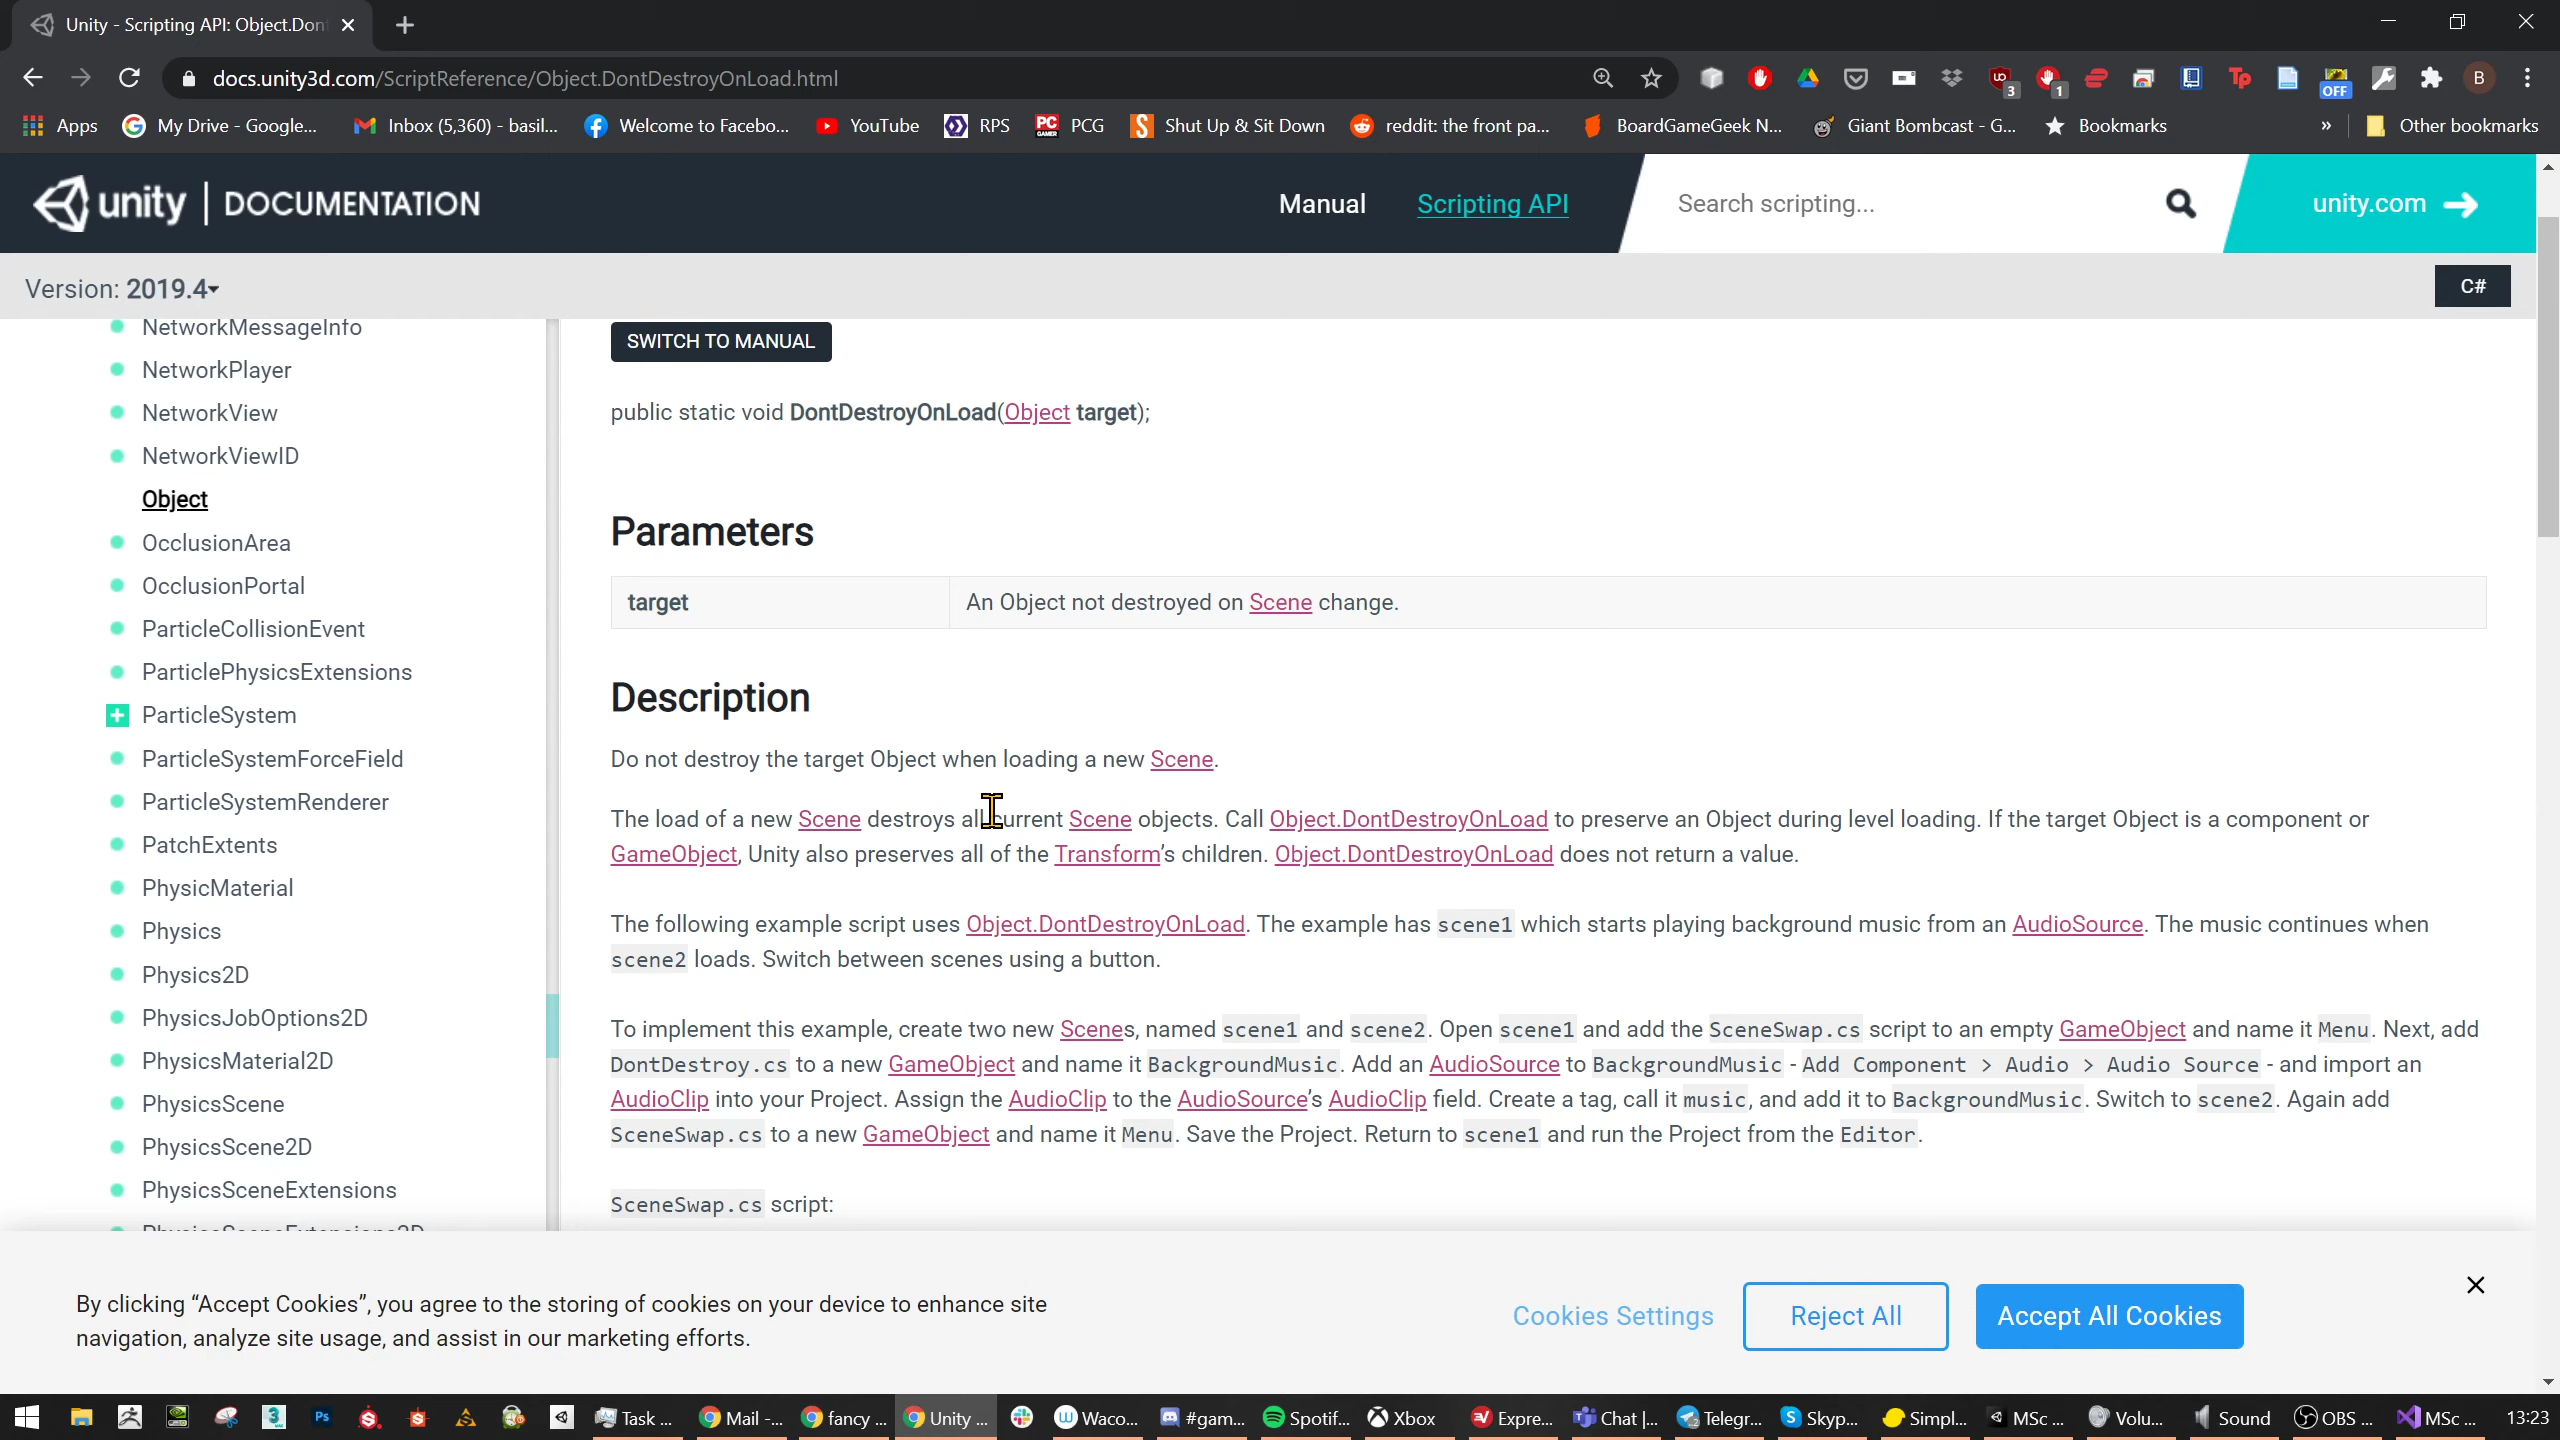 Unity - Scripting API: Object.Don
docs.unity3d.com/ScriptReference/Object.DontDestroyOnLoad.html
3
1
OFF
B
Apps
My Drive - Google...
Inbox (5,360) - basil...
Welcome to Facebo...
YouTube
RPS
PCG
Shut Up & Sit Down
reddit: the front pa...
BoardGameGeek N...
Giant Bombcast - G...
Bookmarks
»
Other bookmarks
unity | DOCUMENTATION
Manual
Scripting API
Search scripting...
unity.com
Version: 2019.4
C#
NetworkMessageInfo
NetworkPlayer
NetworkView
NetworkViewID
Object
OcclusionArea
OcclusionPortal
ParticleCollisionEvent
ParticlePhysicsExtensions
ParticleSystem
ParticleSystemForceField
ParticleSystemRenderer
PatchExtents
PhysicMaterial
Physics
Physics2D
PhysicsJobOptions2D
PhysicsMaterial2D
PhysicsScene
PhysicsScene2D
PhysicsSceneExtensions
SWITCH TO MANUAL
public static void DontDestroyOnLoad(Object target);
Parameters
target
An Object not destroyed on Scene change.
Description
Do not destroy the target Object when loading a new Scene.
The load of a new Scene destroys all current Scene objects. Call Object.DontDestroyOnLoad to preserve an Object during level loading. If the target Object is a component or
GameObject, Unity also preserves all of the Transform's children. Object.DontDestroyOnLoad does not return a value.
The following example script uses Object.DontDestroyOnLoad. The example has scene1 which starts playing background music from an AudioSource. The music continues when
scene2 loads. Switch between scenes using a button.
To implement this example, create two new Scenes, named scene1 and scene2. Open scene1 and add the SceneSwap.cs script to an empty GameObject and name it Menu. Next, add
DontDestroy.cs to a new GameObject and name it BackgroundMusic. Add an AudioSource to BackgroundMusic - Add Component > Audio > Audio Source - and import an
AudioClip into your Project. Assign the AudioClip to the AudioSource's AudioClip field. Create a tag, call it music, and add it to BackgroundMusic. Switch to scene2. Again add
SceneSwap.cs to a new GameObject and name it Menu. Save the Project. Return to scene1 and run the Project from the Editor.
SceneSwap.cs script:
By clicking “Accept Cookies”, you agree to the storing of cookies on your device to enhance site
navigation, analyze site usage, and assist in our marketing efforts.
Cookies Settings
Reject All
Accept All Cookies
Task ...
Mail -...
fancy ...
Unity ...
Waco...
#gam...
Spotif...
Xbox
Expre...
Chat |...
Telegr...
Skyp...
Simpl...
MSc ...
Volu...
Sound
OBS ...
MSc ...
13:23